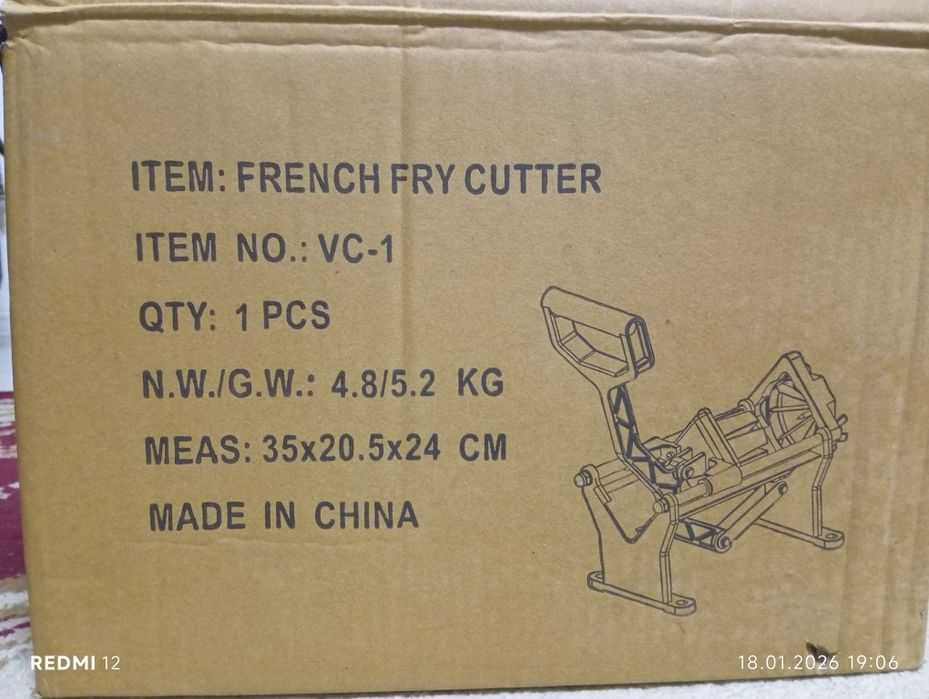 ITEM: FRENCH FRY CUTTER
ITEM NO.: VC-1
QTY: 1 PCS
N.W./G.W.: 4.8/5.2 KG
MEAS: 35x20.5x24 CM
MADE IN CHINA
REDMI 12
18.01.2026 19:06